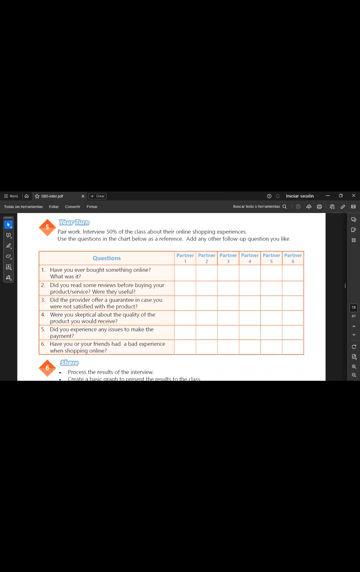 Menú
+ Crear
Iniciar sesión
Todas las herramientas Editar Convertir Firmar
Buscar texto o herramientas
5 Your Turn
Pair work. Interview 50% of the class about their online shopping experiences.
Use the questions in the chart below as a reference. Add any other follow-up question you like.
Questions Partner 1 Partner 2 Partner 3 Partner 4 Partner 5 Partner 6
1. Have you ever bought something online?
What was it?
2. Did you read some reviews before buying your
product/service? Were they useful?
3. Did the provider offer a guarantee in case you
were not satisfied with the product?
4. Were you skeptical about the quality of the
product you would receive?
5. Did you experience any issues to make the
payment?
6. Have you or your friends had a bad experience
when shopping online?
6 Share
• Process the results of the interview.
• Create a basic graph to present the results to the class.